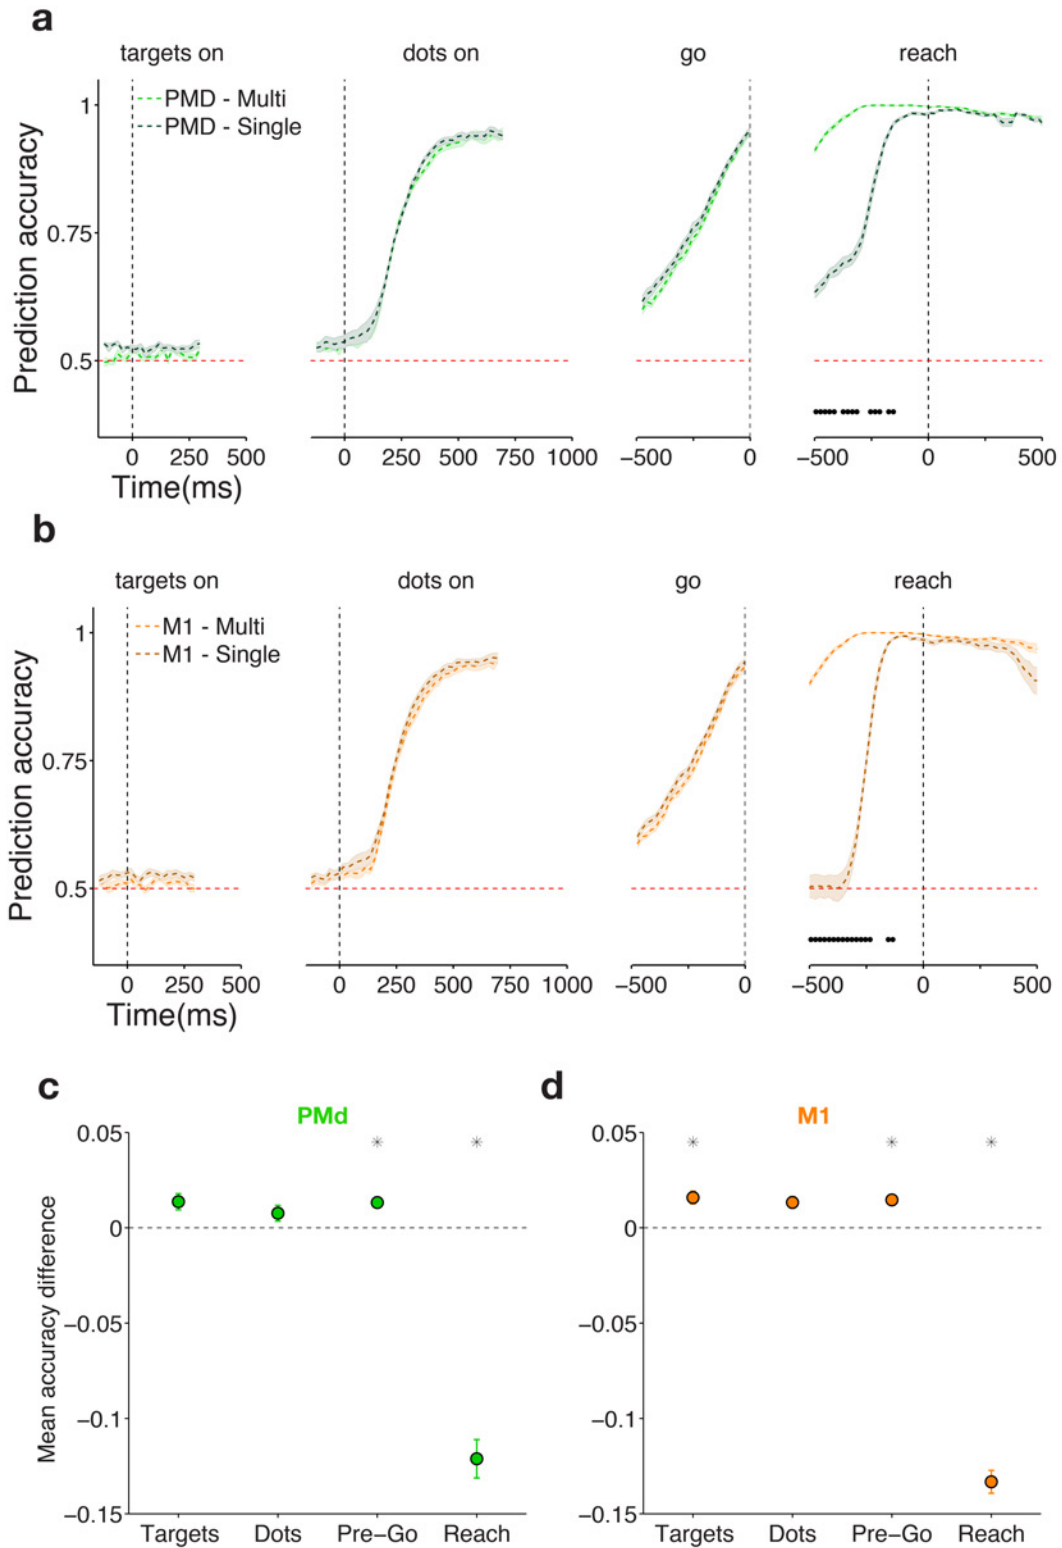 a
targets on dots on go reach
PMD - Multi
PMD - Single
1
0.75
0.5
Prediction accuracy
0 250 500 0 250 500 750 1000 −500 0 −500 0 500
Time(ms)
b
targets on dots on go reach
M1 - Multi
M1 - Single
1
0.75
0.5
Prediction accuracy
0 250 500 0 250 500 750 1000 −500 0 −500 0 500
Time(ms)
c
PMd
0.05
0
−0.05
−0.1
−0.15
Mean accuracy difference
Targets Dots Pre−Go Reach
d
M1
0.05
0
−0.05
−0.1
−0.15
Targets Dots Pre−Go Reach